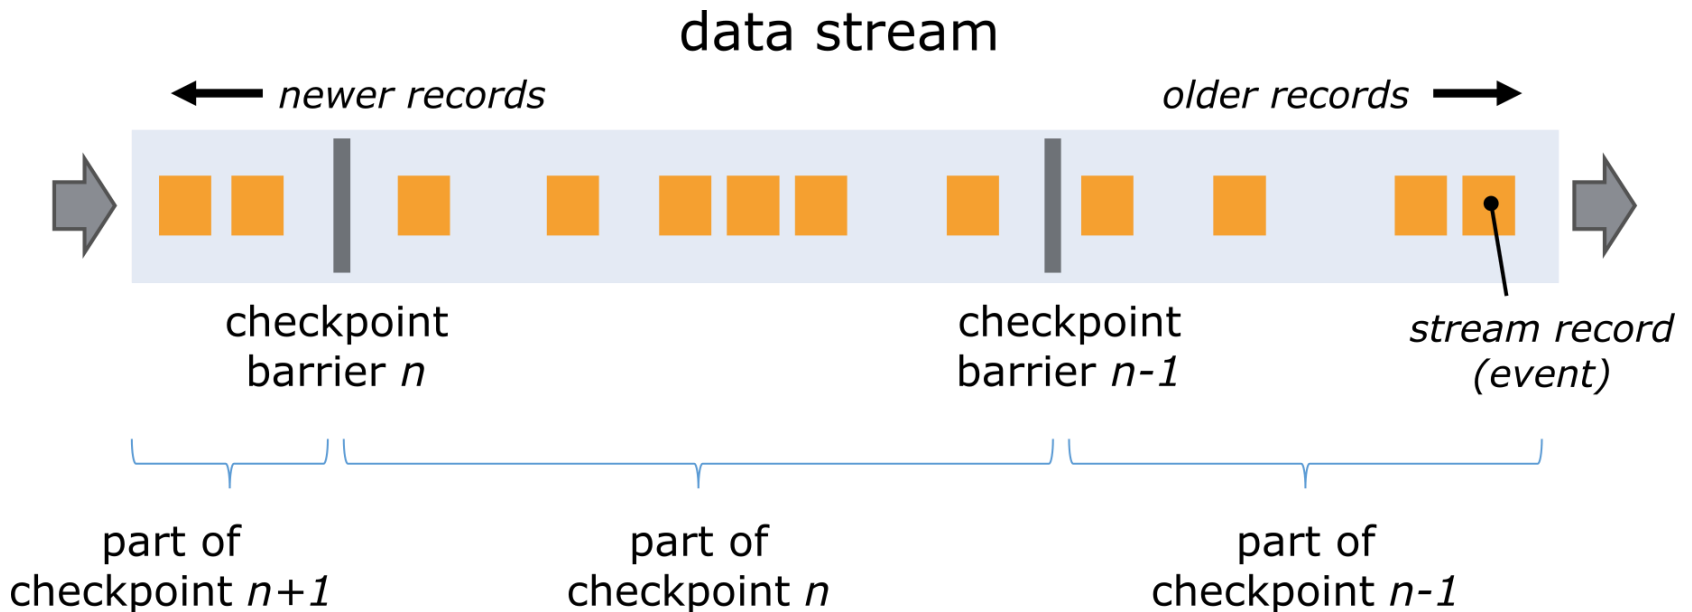 data stream
newer records
older records
checkpoint
barrier n
checkpoint
barrier n-1
stream record
(event)
part of
checkpoint n+1
part of
checkpoint n
part of
checkpoint n-1